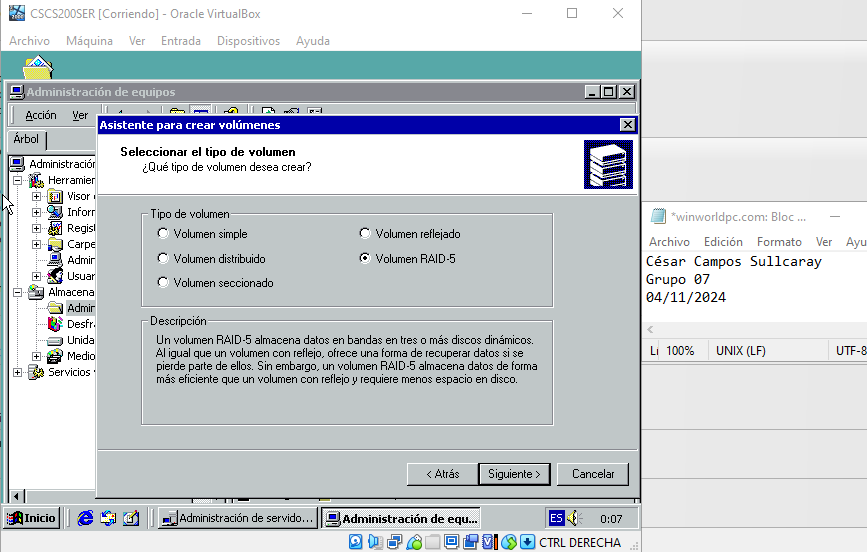 CSCS200SER [Corriendo] - Oracle VirtualBox
Archivo Máquina Ver Entrada Dispositivos Ayuda
Administración de equipos
Acción Ver
Árbol
Administración
Herramien
Visor
Inform
Regist
Carpe
Admin
Usuar
Almacena
Admin
Desfra
Unida
Medio
Servicios
Asistente para crear volúmenes
Seleccionar el tipo de volumen
¿Qué tipo de volumen desea crear?
Tipo de volumen
Volumen simple
Volumen reflejado
Volumen distribuido
Volumen RAID-5
Volumen seccionado
Descripción
Un volumen RAID-5 almacena datos en bandas en tres o más discos dinámicos.
Al igual que un volumen con reflejo, ofrece una forma de recuperar datos si se
pierde parte de ellos. Sin embargo, un volumen RAID-5 almacena datos de forma
más eficiente que un volumen con reflejo y requiere menos espacio en disco.
< Atrás Siguiente > Cancelar
Inicio Administración de servido... Administración de equ... ES 0:07
CTRL DERECHA
*winworldpc.com: Bloc ...
Archivo Edición Formato Ver Ayu
César Campos Sullcaray
Grupo 07
04/11/2024
100% UNIX (LF) UTF-8